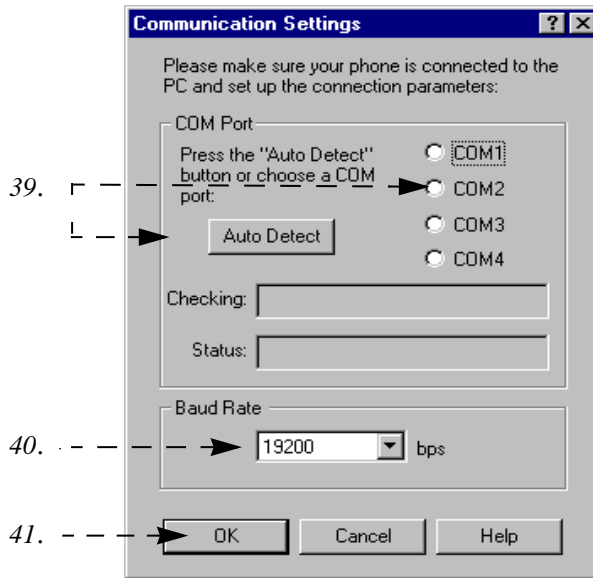 Communication Settings
Please make sure your phone is connected to the
PC and set up the connection parameters:
COM Port
Press the "Auto Detect"
button or choose a COM
port:
COM1
39.
COM2
Auto Detect
COM3
COM4
Checking:
Status:
Baud Rate
40.
19200
bps
41.
OK
Cancel
Help